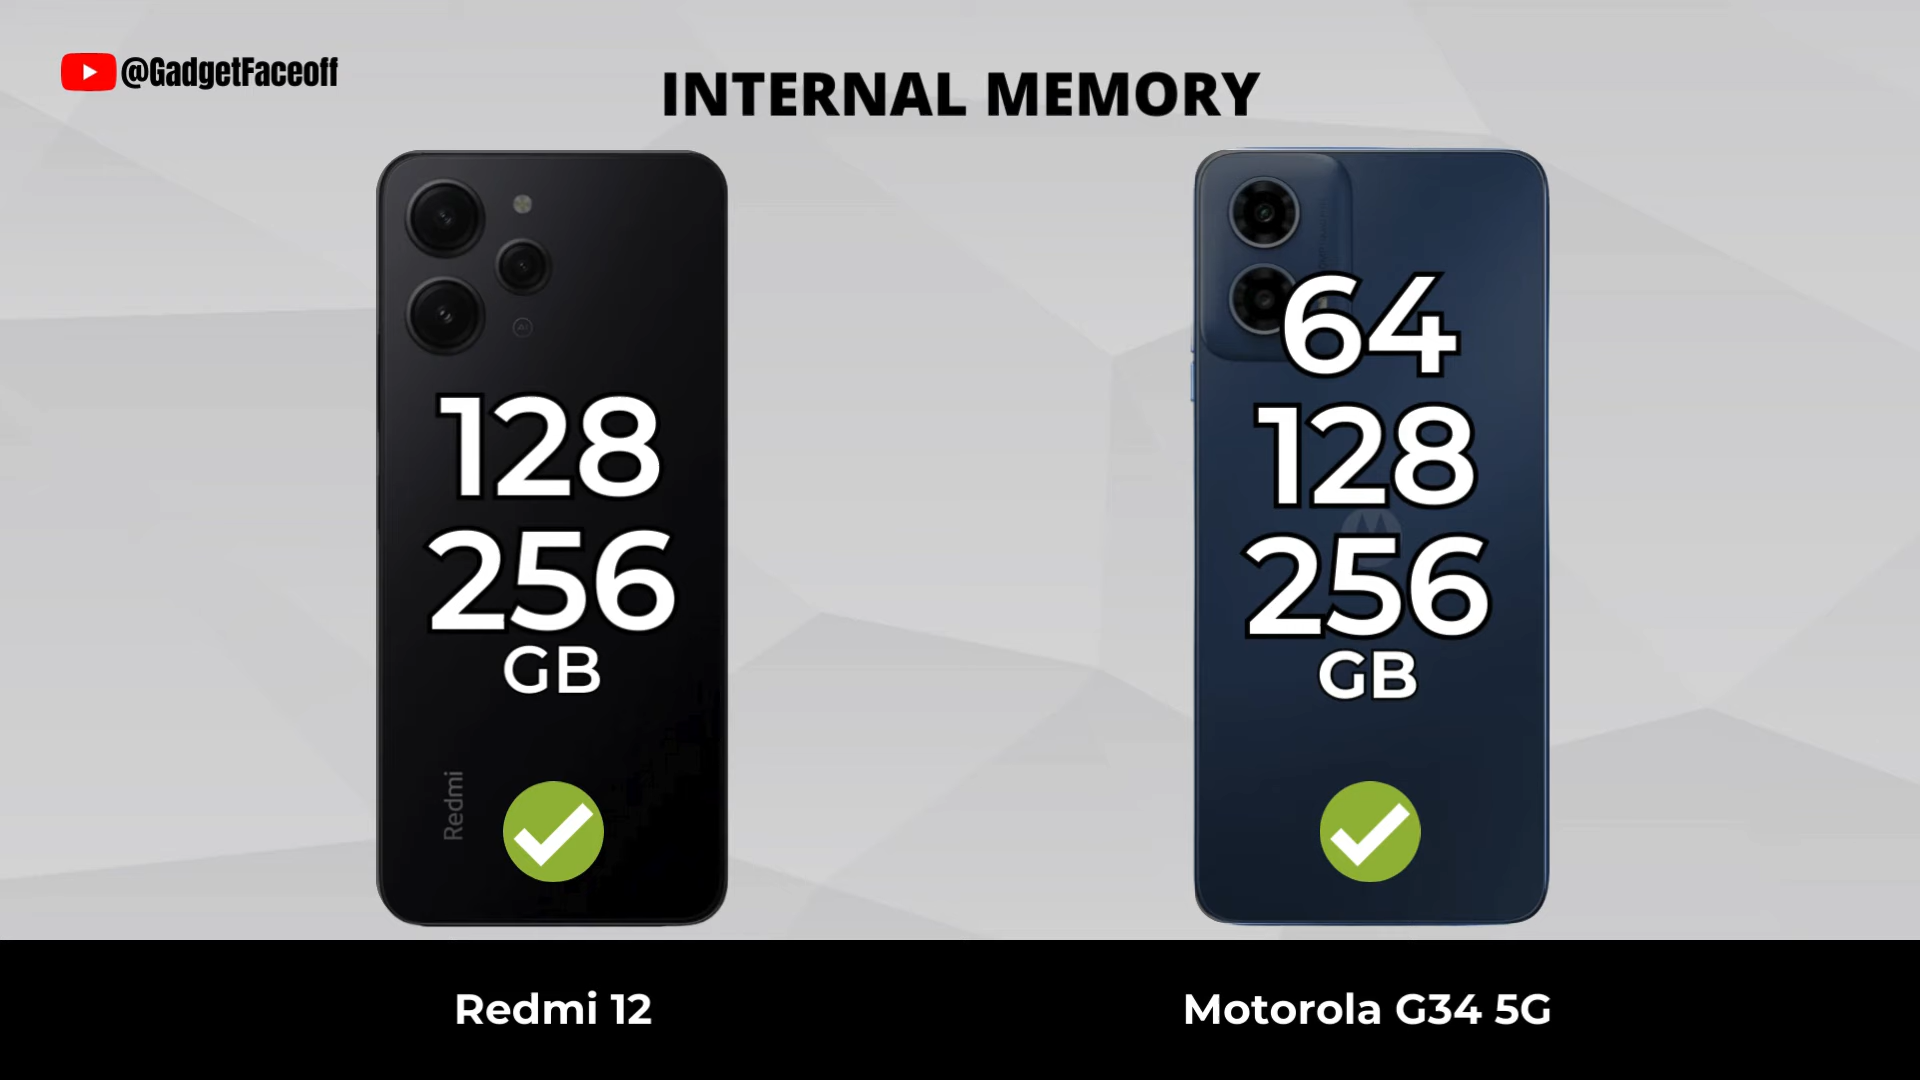 @GadgetFaceoff
INTERNAL MEMORY
128
256
GB
Redmi
64
128
256
GB
Redmi 12
Motorola G34 5G